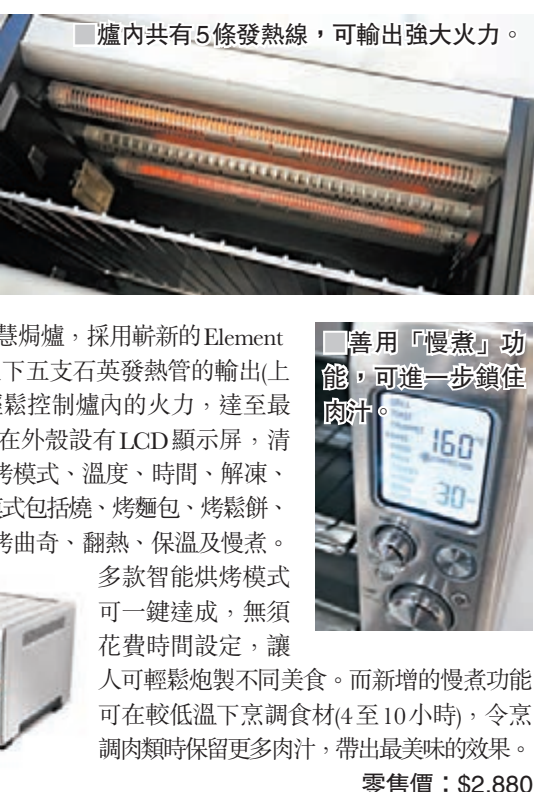 爐內共有5條發熱線，可輸出強大火力。
慧焗爐，採用嶄新的Element
下五支石英發熱管的輸出(上
輕鬆控制爐內的火力，達至最
在外殼設有LCD顯示屏，清
烤模式、溫度、時間、解凍、
模式包括燒、烤麵包、烤鬆餅、
烤曲奇、翻熱、保溫及慢煮。
多款智能烘烤模式
可一鍵達成，無須
花費時間設定，讓
人可輕鬆炮製不同美食。而新增的慢煮功能
可在較低溫下烹調食材(4至10小時)，令烹
調肉類時保留更多肉汁，帶出最美味的效果。
零售價：$2,880
善用「慢煮」功
能，可進一步鎖住
肉汁。
160
30